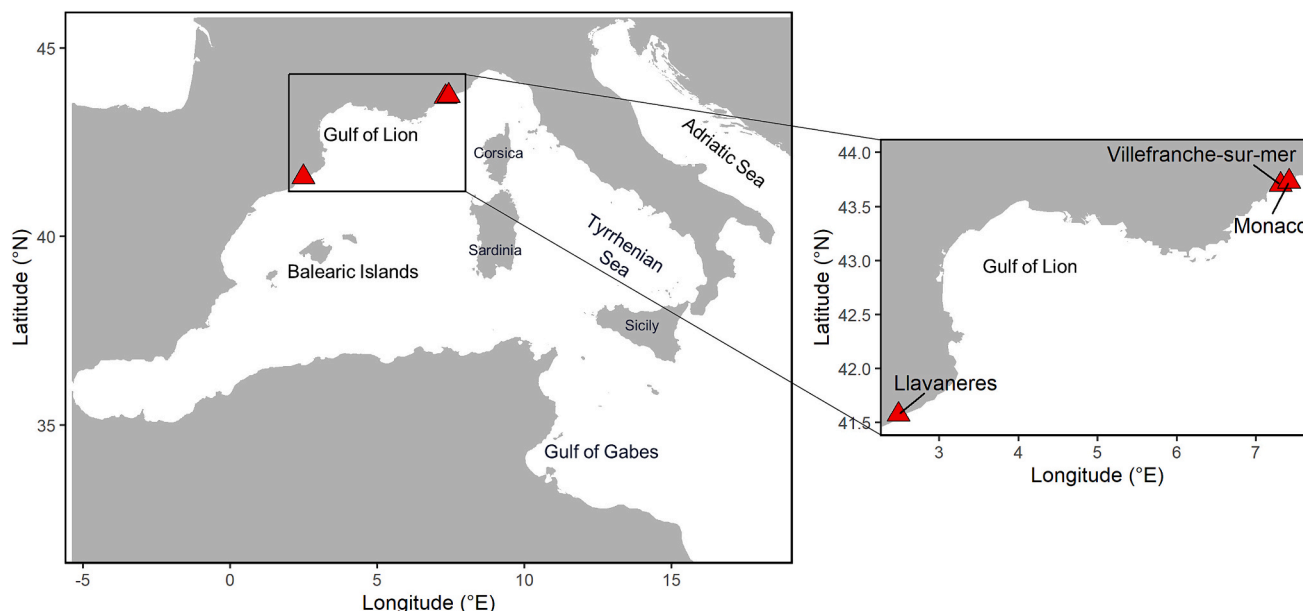 45
40
35
Latitude (°N)
-5
0
5
10
15
Longitude (°E)
Gulf of Lion
Corsica
Adriatic Sea
Sardinia
Tyrrhenian
Sea
Balearic Islands
Sicily
Gulf of Gabes
44.0
43.5
43.0
42.5
42.0
41.5
Latitude (°N)
3
4
5
6
7
Longitude (°E)
Villefranche-sur-mer
Monaco
Gulf of Lion
Llavaneres